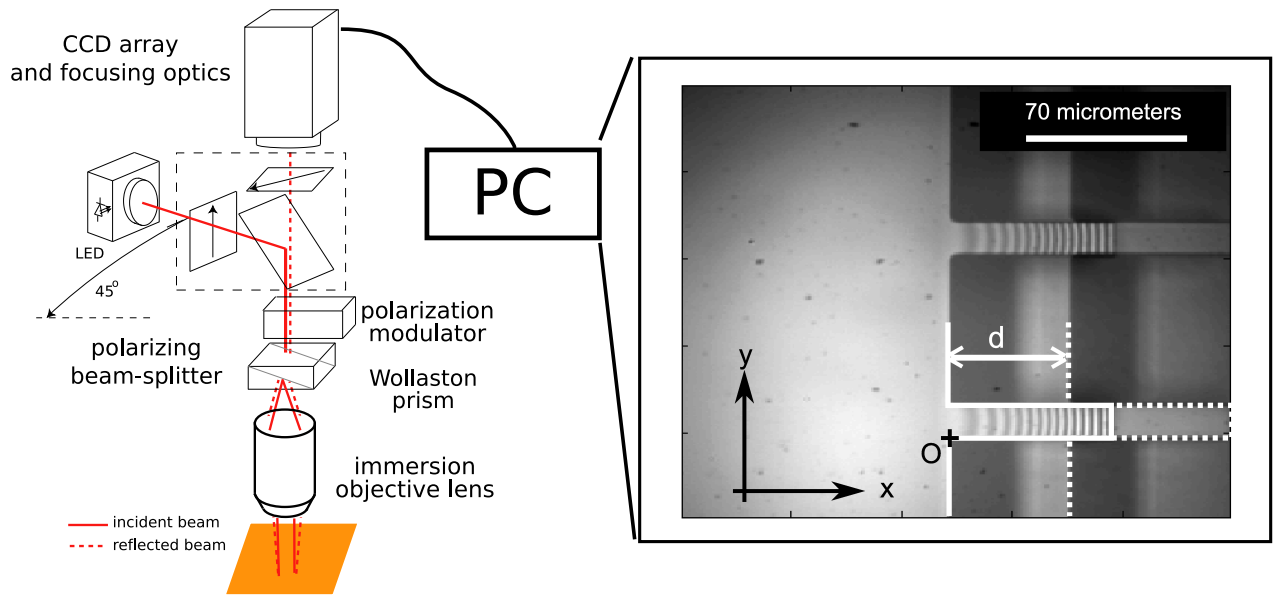 CCD array
and focusing optics
LED
45°
polarizing
beam-splitter
polarization
modulator
Wollaston
prism
immersion
objective lens
incident beam
reflected beam
PC
70 micrometers
d
y
O
x